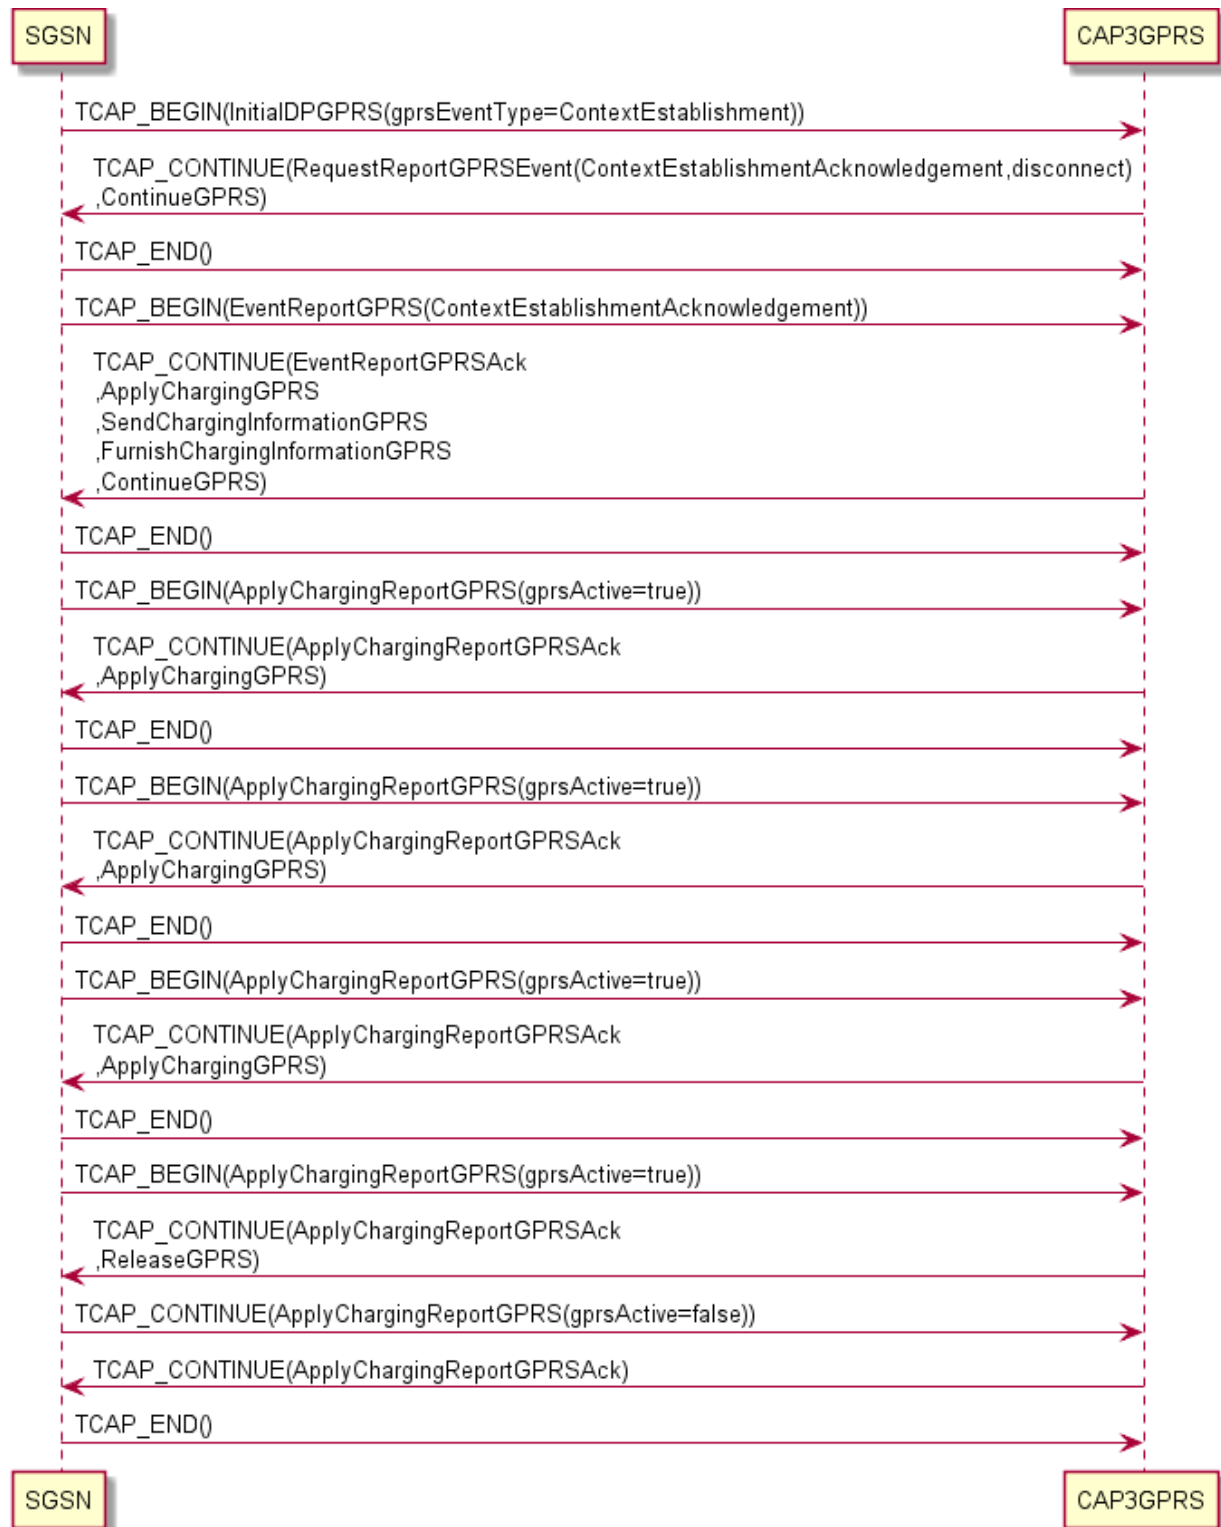 SGSN
CAP3GPRS
TCAP_BEGIN(InitialDPGPRS(gprsEventType=ContextEstablishment))
TCAP_CONTINUE(RequestReportGPRSEvent(ContextEstablishmentAcknowledgement,disconnect)
,ContinueGPRS)
TCAP_END()
TCAP_BEGIN(EventReportGPRS(ContextEstablishmentAcknowledgement))
TCAP_CONTINUE(EventReportGPRSAck
,ApplyChargingGPRS
,SendChargingInformationGPRS
,FurnishChargingInformationGPRS
,ContinueGPRS)
TCAP_END()
TCAP_BEGIN(ApplyChargingReportGPRS(gprsActive=true))
TCAP_CONTINUE(ApplyChargingReportGPRSAck
,ApplyChargingGPRS)
TCAP_END()
TCAP_BEGIN(ApplyChargingReportGPRS(gprsActive=true))
TCAP_CONTINUE(ApplyChargingReportGPRSAck
,ApplyChargingGPRS)
TCAP_END()
TCAP_BEGIN(ApplyChargingReportGPRS(gprsActive=true))
TCAP_CONTINUE(ApplyChargingReportGPRSAck
,ApplyChargingGPRS)
TCAP_END()
TCAP_BEGIN(ApplyChargingReportGPRS(gprsActive=true))
TCAP_CONTINUE(ApplyChargingReportGPRSAck
,ReleaseGPRS)
TCAP_CONTINUE(ApplyChargingReportGPRS(gprsActive=false))
TCAP_CONTINUE(ApplyChargingReportGPRSAck)
TCAP_END()
SGSN
CAP3GPRS